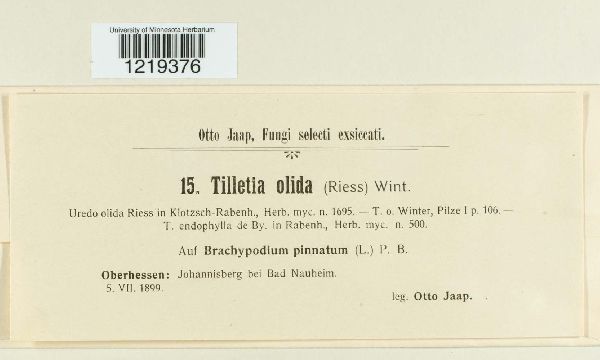 University of Minnesota Herbarium
1219376
Otto Jaap, Fungi selecti exsiccati.
15. Tilletia olida (Riess) Wint.
Uredo olida Riess in Klotzsch-Rabenh., Herb. myc. n. 1695. — T. o. Winter, Pilze I p. 106. —
T. endophylla de By. in Rabenh., Herb. myc. n. 500.
Auf Brachypodium pinnatum (L.) P. B.
Oberhessen: Johannisberg bei Bad Nauheim.
5. VII. 1899.
leg. Otto Jaap.